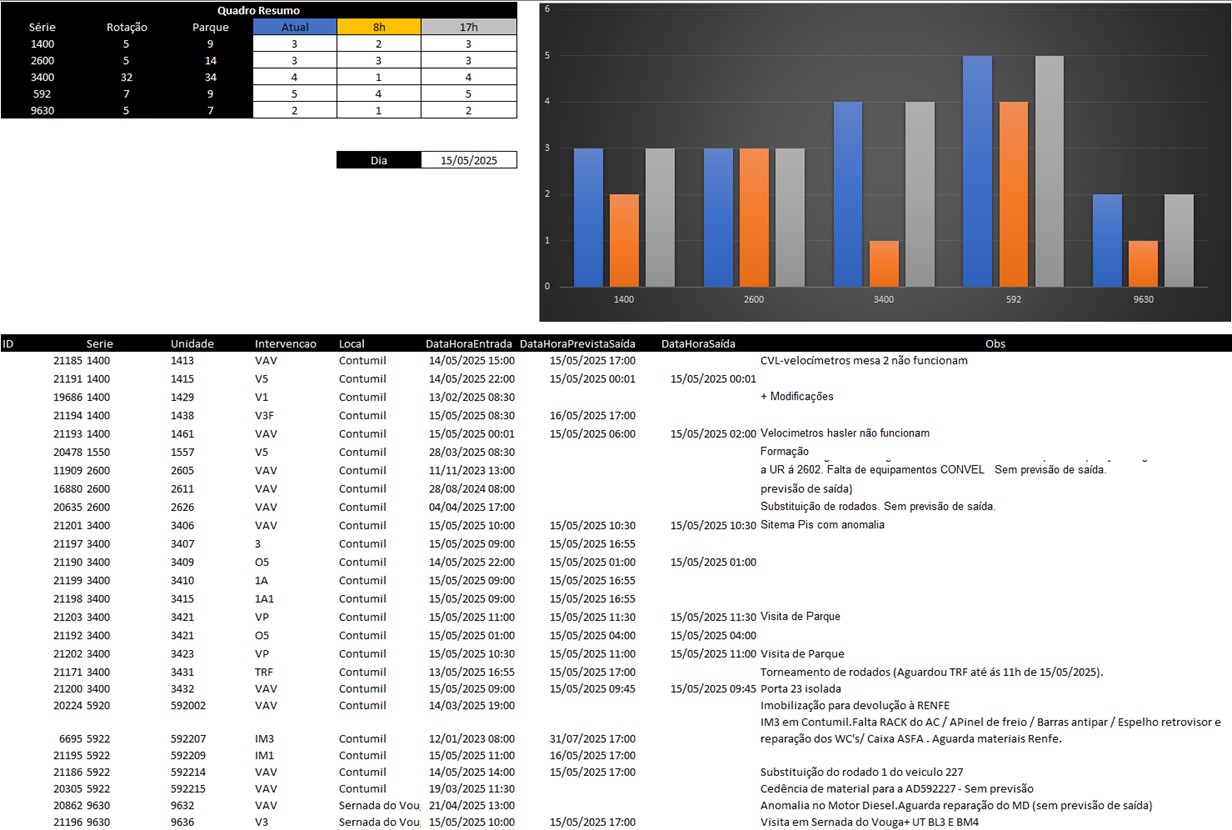 Quadro Resumo
Série Rotação Parque Atual 8h 17h
1400 5 9 3 2 3
2600 5 14 3 3 3
3400 32 34 4 1 4
592 7 9 5 4 5
9630 5 7 2 1 2
Dia 15/05/2025
6
5
4
3
2
1
0
1400 2600 3400 592 9630
ID Serie Unidade Intervencao Local DataHoraEntrada DataHoraPrevistaSaída DataHoraSaída Obs
21185 1400 1413 VAV Contumil 14/05/2025 15:00 15/05/2025 17:00 CVL-velocímetros mesa 2 não funcionam
21191 1400 1415 V5 Contumil 14/05/2025 22:00 15/05/2025 00:01 15/05/2025 00:01
19686 1400 1429 V1 Contumil 13/02/2025 08:30 + Modificações
21194 1400 1438 V3F Contumil 15/05/2025 08:30 16/05/2025 17:00
21193 1400 1461 VAV Contumil 15/05/2025 00:01 15/05/2025 06:00 15/05/2025 02:00 Velocimetros hasler não funcionam
20478 1550 1557 V5 Contumil 28/03/2025 08:30 Formação
11909 2600 2605 VAV Contumil 11/11/2023 13:00 a UR á 2602. Falta de equipamentos CONVEL Sem previsão de saída.
16880 2600 2611 VAV Contumil 28/08/2024 08:00 previsão de saída)
20635 2600 2626 VAV Contumil 04/04/2025 17:00 Substituição de rodados. Sem previsão de saída.
21201 3400 3406 VAV Contumil 15/05/2025 10:00 15/05/2025 10:30 15/05/2025 10:30 Sitema Pis com anomalia
21197 3400 3407 3 Contumil 15/05/2025 09:00 15/05/2025 16:55
21190 3400 3409 O5 Contumil 14/05/2025 22:00 15/05/2025 01:00 15/05/2025 01:00
21199 3400 3410 1A Contumil 15/05/2025 09:00 15/05/2025 16:55
21198 3400 3415 1A1 Contumil 15/05/2025 09:00 15/05/2025 16:55
21203 3400 3421 VP Contumil 15/05/2025 11:00 15/05/2025 11:30 15/05/2025 11:30 Visita de Parque
21192 3400 3421 O5 Contumil 15/05/2025 01:00 15/05/2025 04:00 15/05/2025 04:00
21202 3400 3423 VP Contumil 15/05/2025 10:30 15/05/2025 11:00 15/05/2025 11:00 Visita de Parque
21171 3400 3431 TRF Contumil 13/05/2025 16:55 15/05/2025 17:00 Torneamento de rodados (Aguardou TRF até ás 11h de 15/05/2025).
21200 3400 3432 VAV Contumil 15/05/2025 09:00 15/05/2025 09:45 15/05/2025 09:45 Porta 23 isolada
20224 5920 592002 VAV Contumil 14/03/2025 19:00 Imobilização para devolução à RENFE
IM3 em Contumil.Falta RACK do AC / APinel de freio / Barras antipar / Espelho retrovisor e
6695 5922 592207 IM3 Contumil 12/01/2023 08:00 31/07/2025 17:00 reparação dos WC's/ Caixa ASFA . Aguarda materiais Renfe.
21195 5922 592209 IM1 Contumil 15/05/2025 11:00 16/05/2025 17:00
21186 5922 592214 VAV Contumil 14/05/2025 14:00 15/05/2025 17:00 Substituição do rodado 1 do veiculo 227
20305 5922 592215 VAV Contumil 19/03/2025 11:30 Cedência de material para a AD592227 - Sem previsão
20862 9630 9632 VAV Sernada do Voug 21/04/2025 13:00 Anomalia no Motor Diesel.Aguarda reparação do MD (sem previsão de saída)
21196 9630 9636 V3 Sernada do Voug 15/05/2025 10:00 15/05/2025 17:00 Visita em Sernada do Vouga+ UT BL3 E BM4